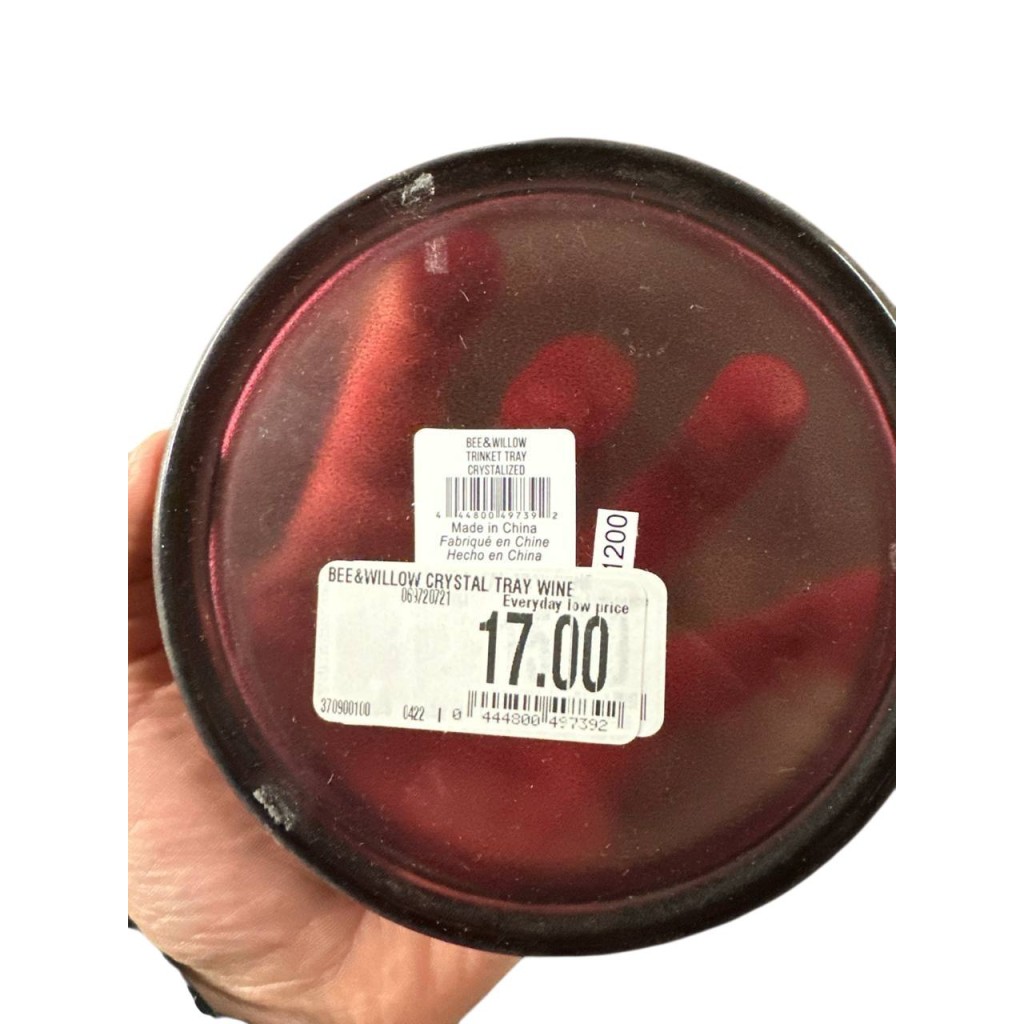 BEE&WILLOW
TRINKET TRAY
CRYSTALIZED
4 44800 49739 2
Made in China
Fabriqué en Chine
Hecho en China
1200
BEE&WILLOW CRYSTAL TRAY WINE
069720721
Everyday low price
17.00
370900100 0422 I 0 444800 497392